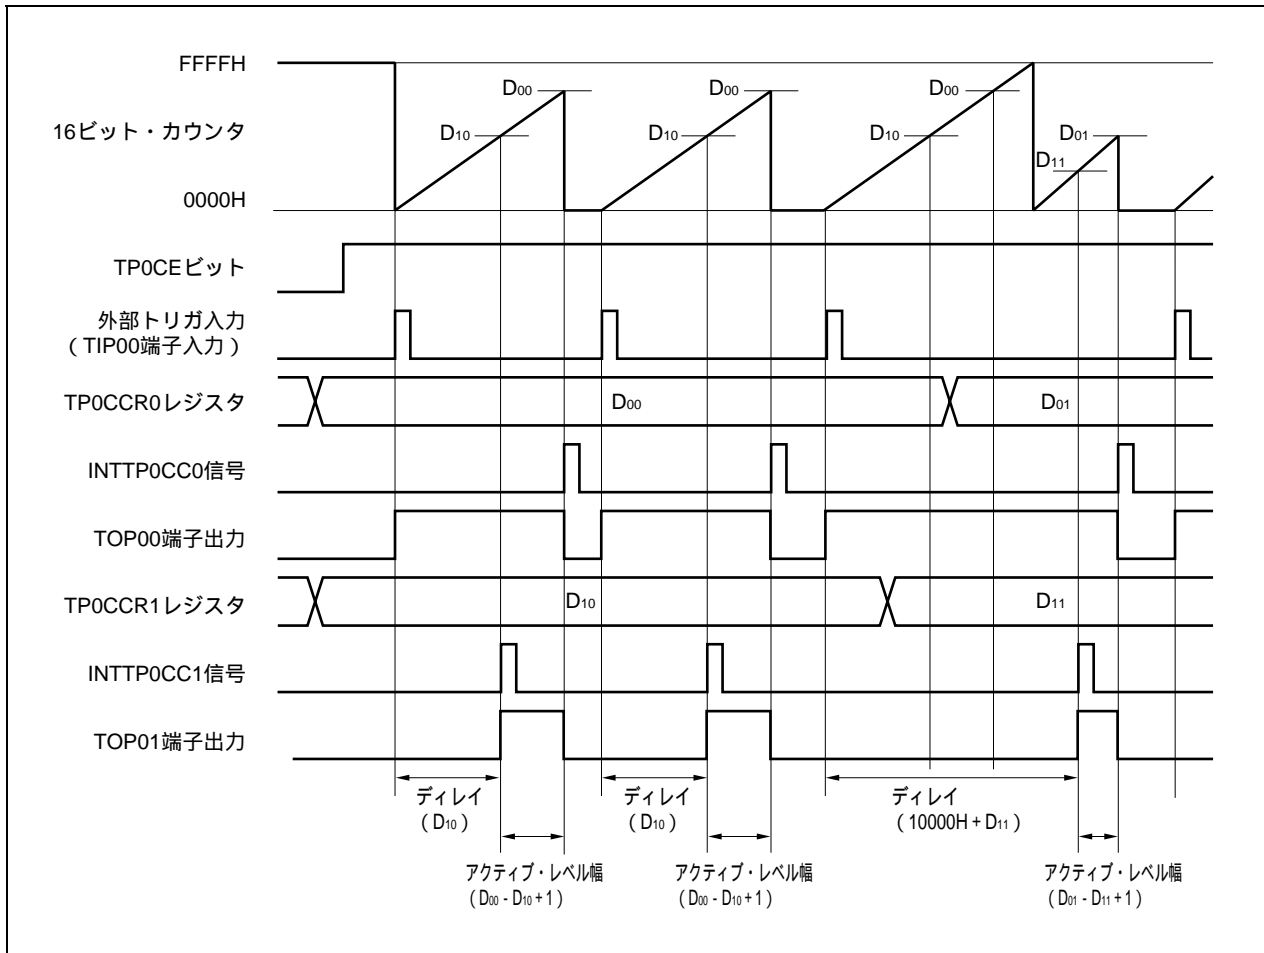 FFFFH
16ビット・カウンタ
0000H
D00
D10
D00
D10
D00
D10
D01
D11
TP0CEビット
外部トリガ入力
(TIP00端子入力)
TP0CCR0レジスタ
D00
D01
INTTP0CC0信号
TOP00端子出力
TP0CCR1レジスタ
D10
D11
INTTP0CC1信号
TOP01端子出力
ディレイ
(D10)
ディレイ
(D10)
ディレイ
(10000H + D11)
アクティブ・レベル幅
(D00 - D10 + 1)
アクティブ・レベル幅
(D00 - D10 + 1)
アクティブ・レベル幅
(D01 - D11 + 1)